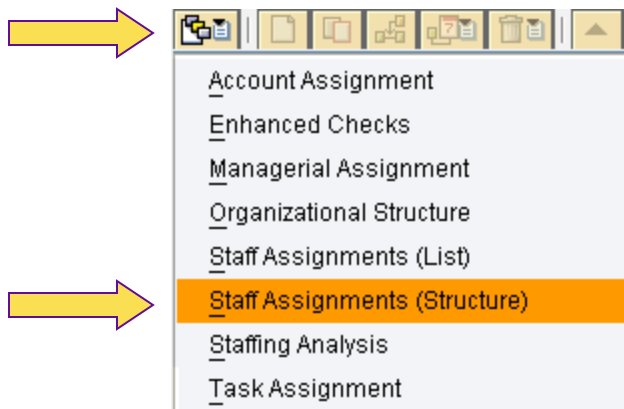 Account Assignment
Enhanced Checks
Managerial Assignment
Organizational Structure
Staff Assignments (List)
Staff Assignments (Structure)
Staffing Analysis
Task Assignment